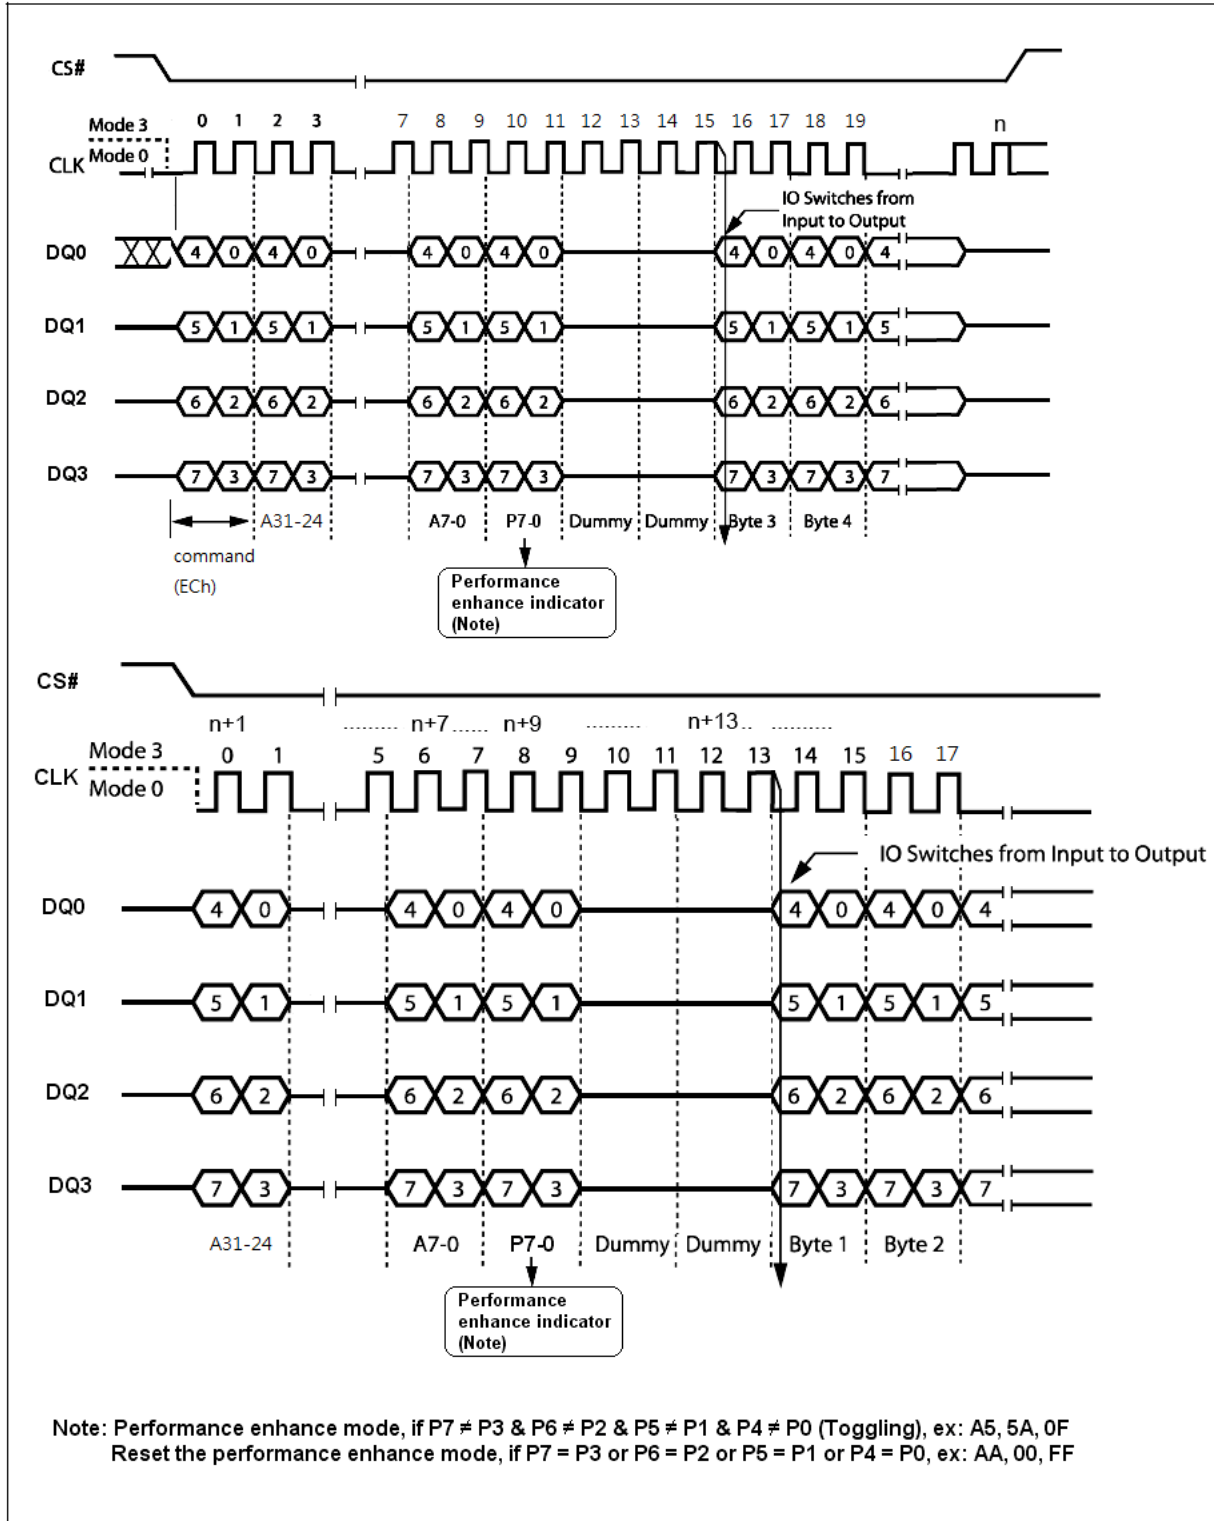 CS#
Mode 3
Mode 0
CLK
0 1 2 3 7 8 9 10 11 12 13 14 15 16 17 18 19 n
IO Switches from
Input to Output
DQ0 4 0 4 0 4 0 4 0 4 0 4 0 4
DQ1 5 1 5 1 5 1 5 1 5 1 5 1 5
DQ2 6 2 6 2 6 2 6 2 6 2 6 2 6
DQ3 7 3 7 3 7 3 7 3 7 3 7 3 7
A31-24 A7-0 P7-0 Dummy Dummy Byte 3 Byte 4
command
(ECh)
Performance
enhance indicator
(Note)
CS#
n+1 ......... n+7 ...... n+9 ......... n+13 .. .........
Mode 3
Mode 0
CLK
0 1 5 6 7 8 9 10 11 12 13 14 15 16 17
IO Switches from Input to Output
DQ0 4 0 4 0 4 0 4 0 4 0 4
DQ1 5 1 5 1 5 1 5 1 5 1 5
DQ2 6 2 6 2 6 2 6 2 6 2 6
DQ3 7 3 7 3 7 3 7 3 7 3 7
A31-24 A7-0 P7-0 Dummy Dummy Byte 1 Byte 2
Performance
enhance indicator
(Note)
Note: Performance enhance mode, if P7 ≠ P3 & P6 ≠ P2 & P5 ≠ P1 & P4 ≠ P0 (Toggling), ex: A5, 5A, 0F
Reset the performance enhance mode, if P7 = P3 or P6 = P2 or P5 = P1 or P4 = P0, ex: AA, 00, FF